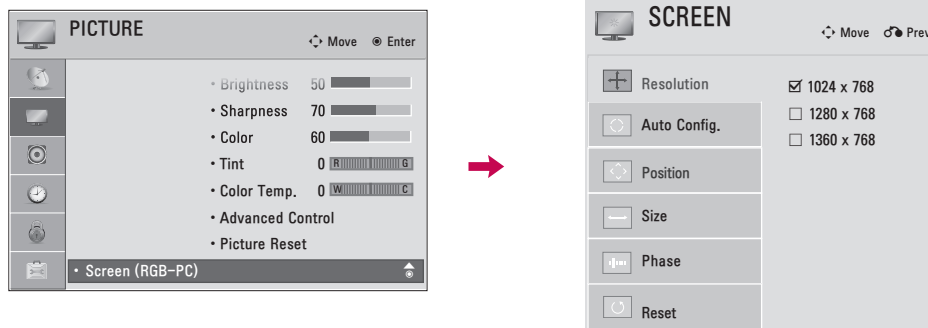 PICTURE
Move Enter
• Brightness 50
• Sharpness 70
• Color 60
• Tint 0 R G
• Color Temp. 0 W C
• Advanced Control
• Picture Reset
• Screen (RGB-PC)
SCREEN
Move Prev
Resolution
Auto Config.
Position
Size
Phase
Reset
☑ 1024 x 768
☐ 1280 x 768
☐ 1360 x 768